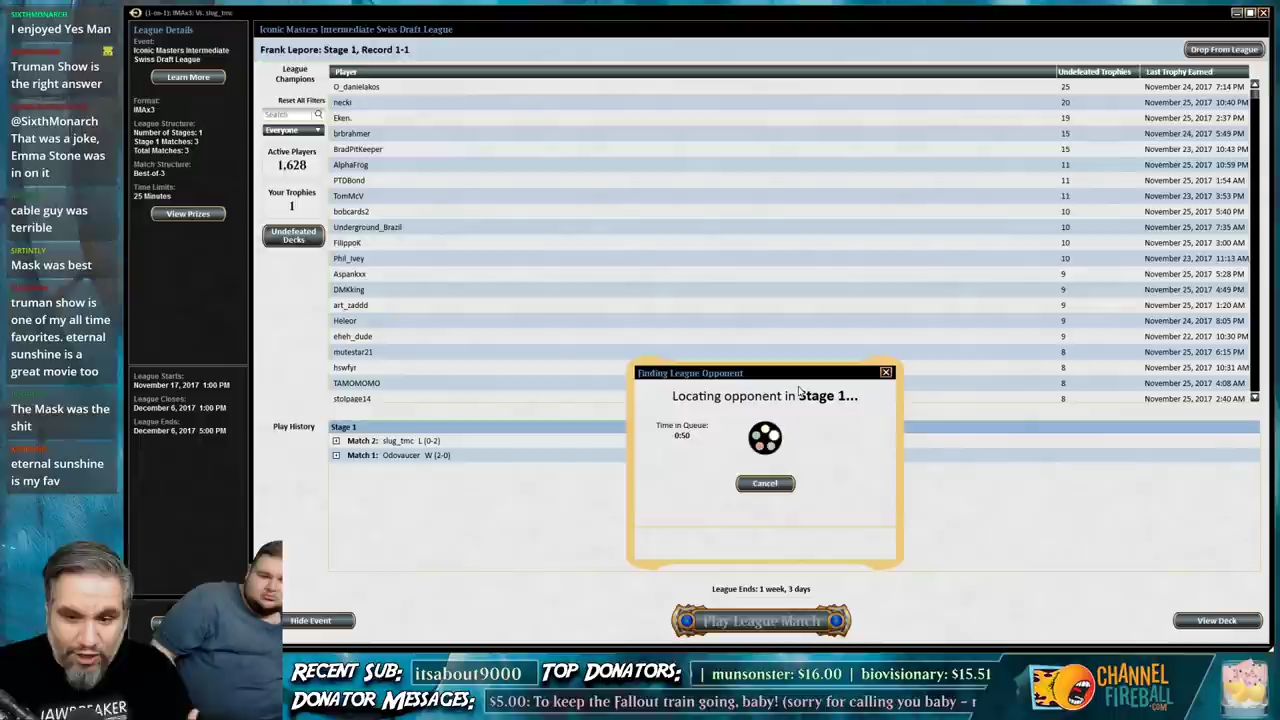 SIXTHMONARCH
I enjoyed Yes Man
Truman Show is
the right answer
@SixthMonarch
That was a joke,
Emma Stone was
in on it
cable guy was
terrible
SIRTINTLY
Mask was best
truman show is
one of my all time
favorites. eternal
sunshine is a
great movie too
The Mask was the
shit
eternal sunshine
is my fav
(1-on-1): IMAx3: Vs. slug_tmc
League Details
Event:
Iconic Masters Intermediate
Swiss Draft League
Learn More
Format:
IMAx3
League Structure:
Number of Stages: 1
Stage 1 Matches: 3
Total Matches: 3
Match Structure:
Best-of-3
Time Limits:
25 Minutes
View Prizes
League Starts:
November 17, 2017 1:00 PM
League Closes:
December 6, 2017 1:00 PM
League Ends:
December 6, 2017 5:00 PM
Iconic Masters Intermediate Swiss Draft League
Frank Lepore: Stage 1, Record 1-1
Drop From League
League
Champions
Reset All Filters
Search
Everyone
Active Players
1,628
Your Trophies
1
Undefeated
Decks
Player Undefeated Trophies Last Trophy Earned
O_danielakos 25 November 24, 2017 7:14 PM
necki 20 November 25, 2017 10:40 PM
Eken. 19 November 25, 2017 2:37 PM
brbrahmer 15 November 24, 2017 5:49 PM
BradPitKeeper 15 November 23, 2017 10:43 PM
AlphaFrog 11 November 25, 2017 10:59 PM
PTDBond 11 November 25, 2017 1:54 AM
TomMcV 11 November 23, 2017 3:53 PM
bobcards2 10 November 25, 2017 5:40 PM
Underground_Brazil 10 November 25, 2017 7:35 AM
FilippoK 10 November 25, 2017 3:00 AM
Phil_Ivey 10 November 23, 2017 11:13 AM
Aspankxx 9 November 25, 2017 5:28 PM
DMKking 9 November 25, 2017 4:49 PM
art_zaddd 9 November 25, 2017 1:20 AM
Heleor 9 November 24, 2017 8:05 PM
eheh_dude 9 November 22, 2017 10:30 PM
mutestar21 8 November 25, 2017 6:15 PM
hswfyr 8 November 25, 2017 10:31 AM
TAMOMOMO 8 November 25, 2017 4:08 AM
stolpage14 8 November 25, 2017 2:40 AM
Finding League Opponent
Locating opponent in Stage 1...
Time in Queue:
0:50
Cancel
Play History
Stage 1
Match 2: slug_tmc L (0-2)
Match 1: Odovaucer W (2-0)
League Ends: 1 week, 3 days
Hide Event
Play League Match
View Deck
JAWBREAKER
RECENT SUB: itsabout9000 TOP DONATORS: | munsonster: $16.00 | biovisionary: $15.51
DONATOR MESSAGES: $5.00: To keep the Fallout train going, baby! (sorry for calling you baby –
CHANNEL
FIREBALL
.COM